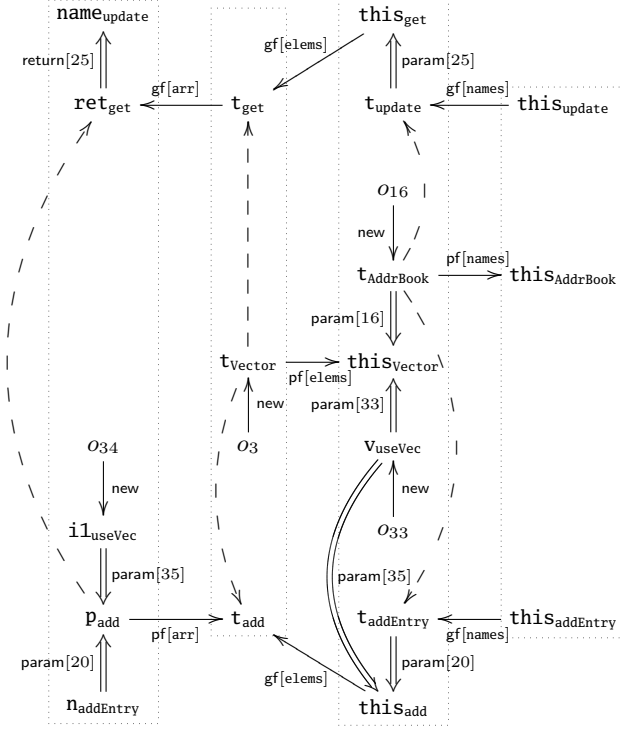 name_update this_get
return[25] gf[elems] param[25]
ret_get gf[arr] t_get t_update gf[names] this_update
o16
new
t_AddrBook pf[names] this_AddrBook
param[16]
t_Vector pf[elems] this_Vector
new param[33]
o34 o3 v_useVec
new new
i1_useVec o33
param[35] param[35]
p_add pf[arr] t_add t_addEntry gf[names] this_addEntry
param[20] gf[elems] param[20]
n_addEntry this_add